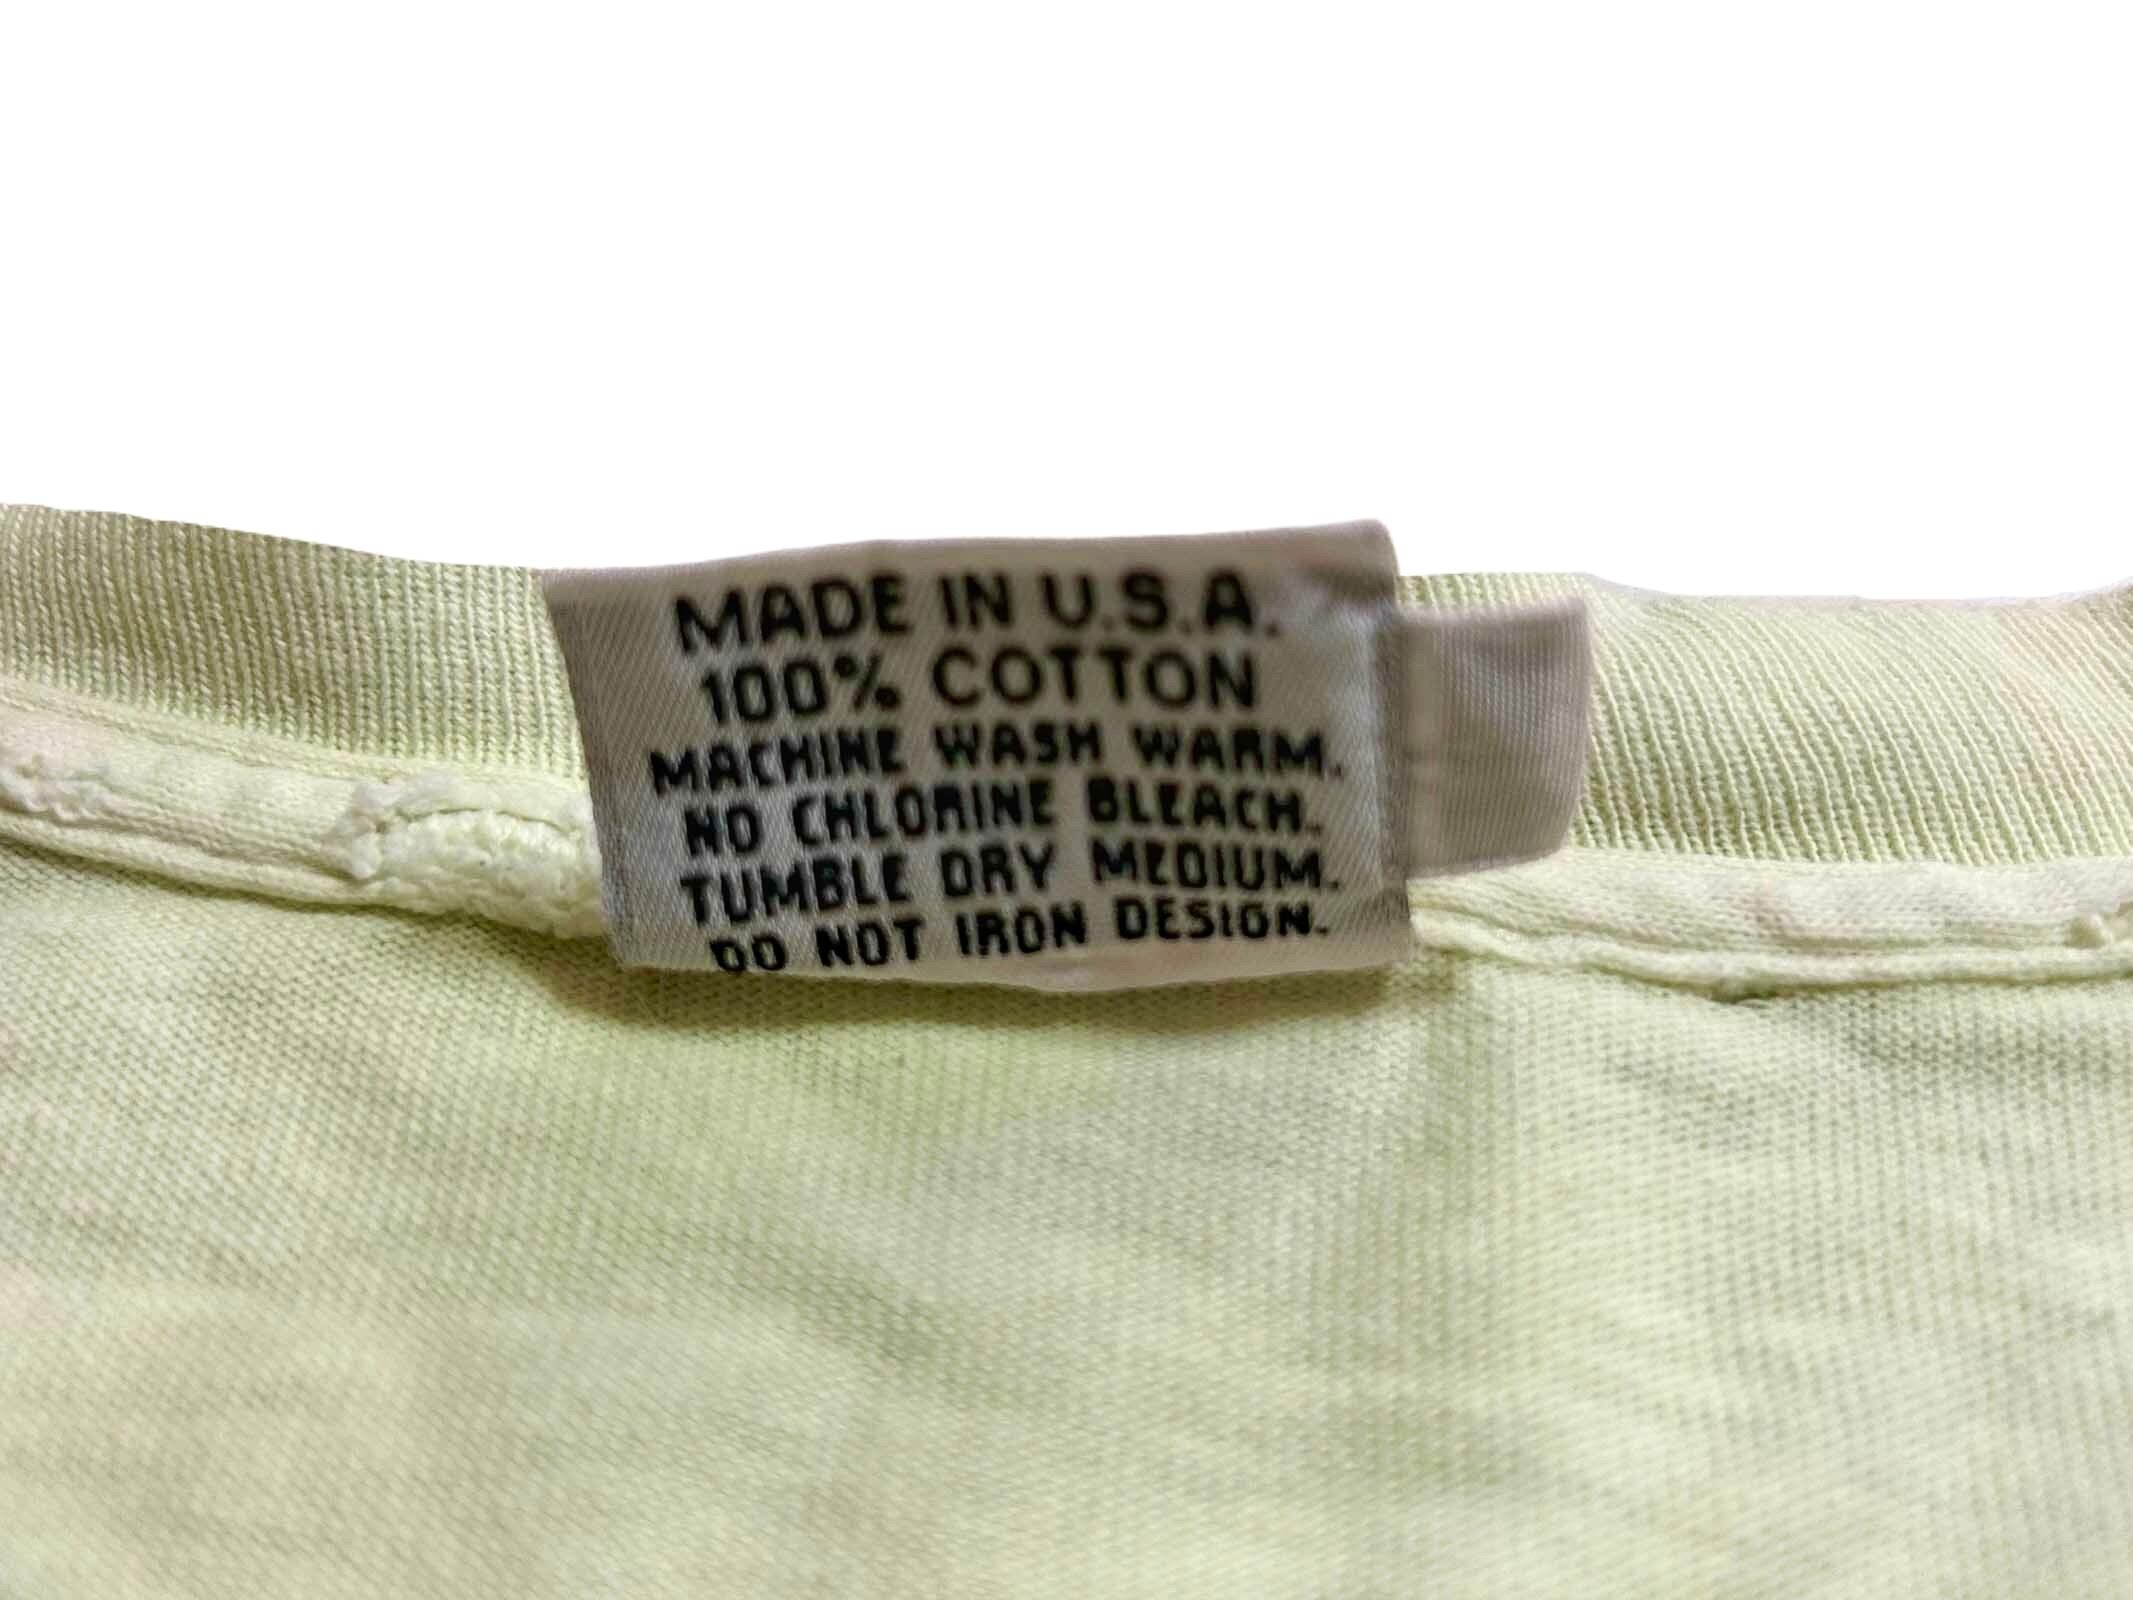 MADE IN U.S.A.
100% COTTON
MACHINE WASH WARM.
NO CHLORINE BLEACH.
TUMBLE DRY MEDIUM.
DO NOT IRON DESIGN.